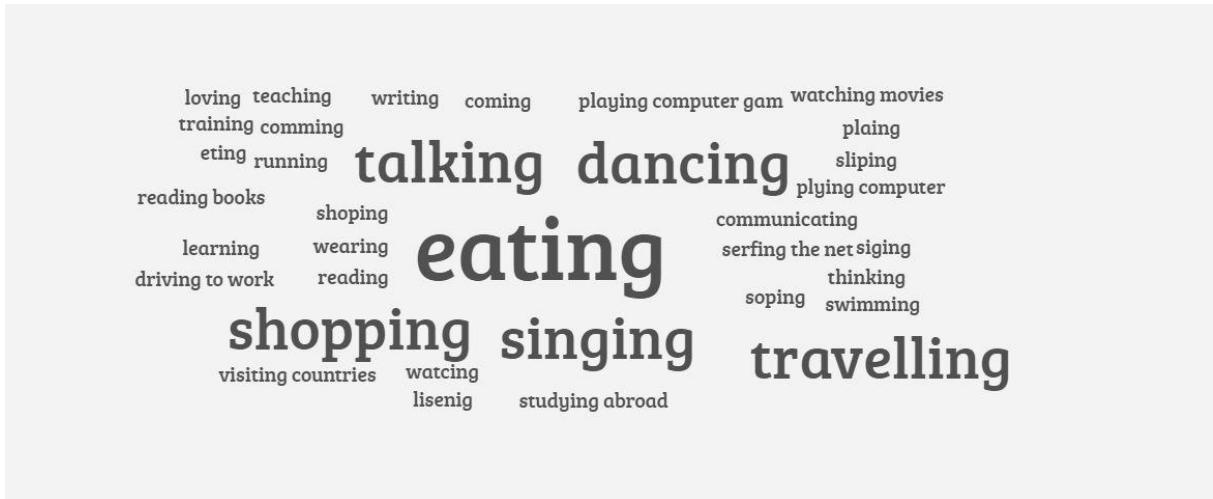 loving
teaching
writing
coming
playing computer gam
watching movies
training
comming
plaing
eting
running
talking
dancing
sliping
plying computer
reading books
shoping
communicating
learning
wearing
eating
serfing the net
siging
driving to work
reading
thinking
soping
swimming
shopping
singing
travelling
visiting countries
watcing
lisenig
studying abroad